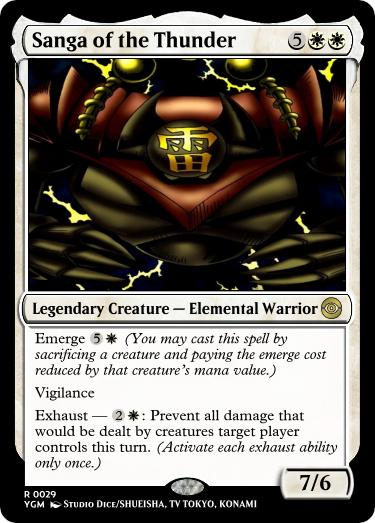 Sanga of the Thunder 5
雷
Legendary Creature — Elemental Warrior
Emerge 5 (You may cast this spell by
sacrificing a creature and paying the emerge cost
reduced by that creature's mana value.)
Vigilance
Exhaust — 2: Prevent all damage that
would be dealt by creatures target player
controls this turn. (Activate each exhaust ability
only once.)
7/6
R 0029
YGM Studio Dice/SHUEISHA, TV TOKYO, KONAMI